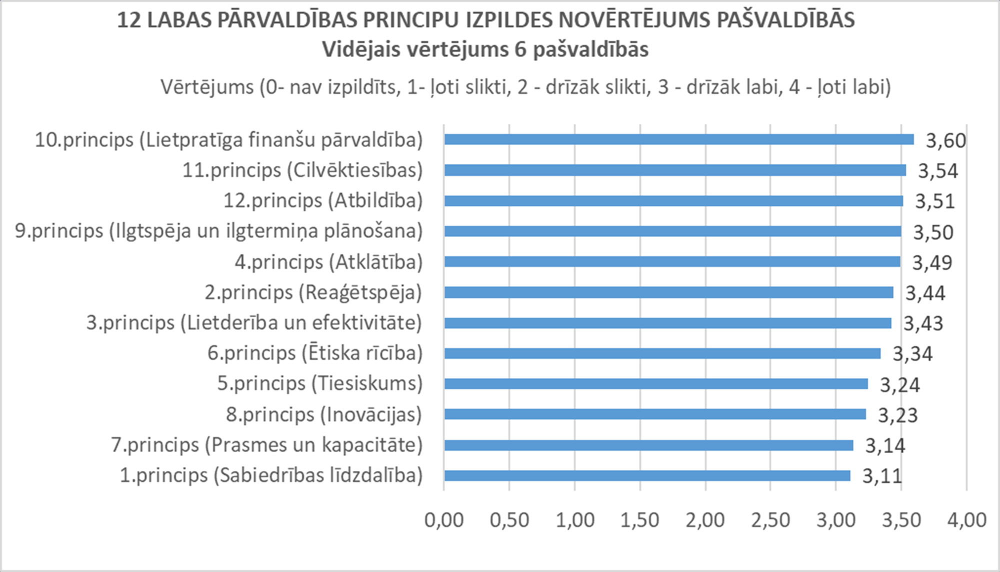 12 LABAS PĀRVALDĪBAS PRINCIPU IZPILDES NOVĒRTĒJUMS PAŠVALDĪBĀS
Vidējais vērtējums 6 pašvaldībās
Vērtējums (0- nav izpildīts, 1- ļoti slikti, 2 - drīzāk slikti, 3 - drīzāk labi, 4 - ļoti labi)
10.princips (Lietpratīga finanšu pārvaldība) 3,60
11.princips (Cilvēktiesības) 3,54
12.princips (Atbildība) 3,51
9.princips (Ilgtspēja un ilgtermiņa plānošana) 3,50
4.princips (Atklātība) 3,49
2.princips (Reaģētspēja) 3,44
3.princips (Lietderība un efektivitāte) 3,43
6.princips (Ētiska rīcība) 3,34
5.princips (Tiesiskums) 3,24
8.princips (Inovācijas) 3,23
7.princips (Prasmes un kapacitāte) 3,14
1.princips (Sabiedrības līdzdalība) 3,11
0,00 0,50 1,00 1,50 2,00 2,50 3,00 3,50 4,00